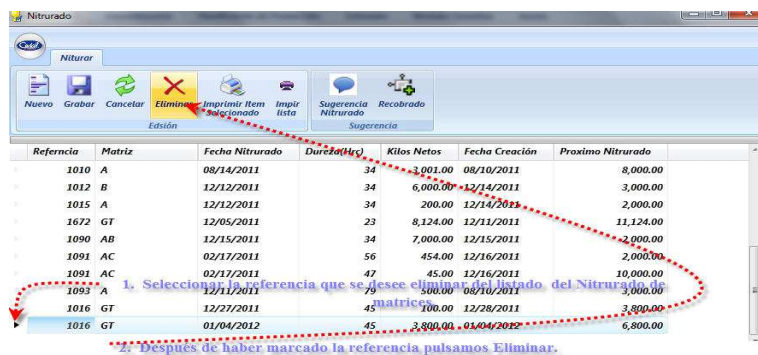 Nitrurado
Cedal
Niturar
Nuevo Grabar Cancelar Eliminar Imprimir Item Selecionado Impir lista Sugerencia Nitrurado Recobrado
Edsión Sugerencia
Referncia Matriz Fecha Nitrurado Dureza(Hrc) Kilos Netos Fecha Creación Proximo Nitrurado
1010 A 08/14/2011 34 3,001.00 08/10/2011 8,000.00
1012 B 12/12/2011 34 6,000.00 12/14/2011 3,000.00
1015 A 12/12/2011 34 200.00 12/14/2011 2,000.00
1672 GT 12/05/2011 23 8,124.00 12/11/2011 11,124.00
1090 AB 12/15/2011 34 7,000.00 12/15/2011 -2,000.00
1091 AC 02/17/2011 56 454.00 12/16/2011 2,000.00
1091 AC 02/17/2011 47 45.00 12/16/2011 10,000.00
1. Seleccionar la referencia que se desee eliminar del listado del Nitrurado de
1093 A 12/11/2011 79 500.00 08/10/2011 3,000.00
matrices.
1016 GT 12/27/2011 45 100.00 12/28/2011 3,800.00
1016 GT 01/04/2012 45 3,800.00 01/04/2012 6,800.00
2. Después de haber marcado la referencia pulsamos Eliminar.